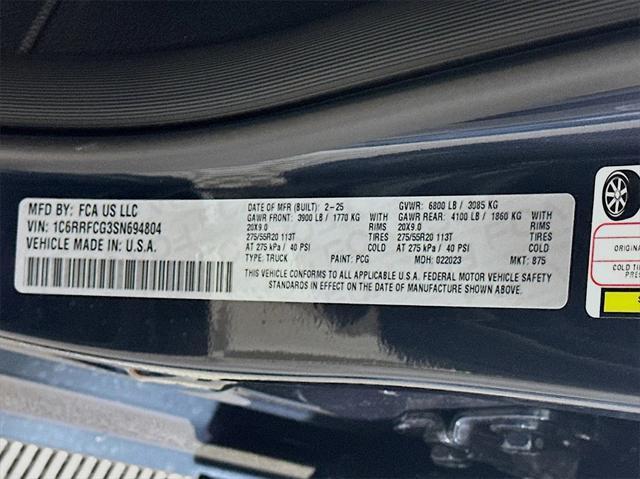 MFD BY: FCA US LLC
VIN: 1C6RRFCG3SN694804
VEHICLE MADE IN: U.S.A.
DATE OF MFR (BUILT): 2-25
GVWR: 6800 LB / 3085 KG
GAWR FRONT: 3900 LB / 1770 KG WITH
20X9.0 RIMS
275/55R20 113T TIRES
AT 275 kPa / 40 PSI COLD
TYPE: TRUCK PAINT: PCG
GAWR REAR: 4100 LB / 1860 KG WITH
20X9.0 RIMS
275/55R20 113T TIRES
AT 275 kPa / 40 PSI COLD
MDH: 022023 MKT: 875
THIS VEHICLE CONFORMS TO ALL APPLICABLE U.S.A. FEDERAL MOTOR VEHICLE SAFETY
STANDARDS IN EFFECT ON THE DATE OF MANUFACTURE SHOWN ABOVE.
ORIGIN
COLD TI
PRES